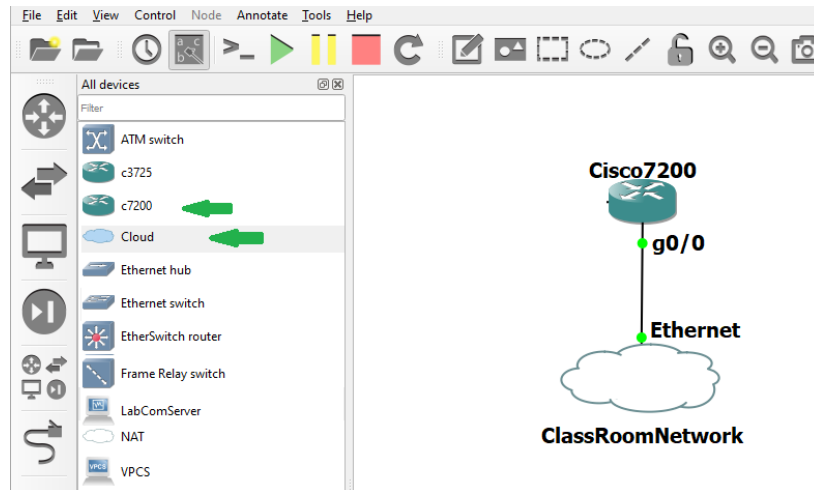 File Edit View Control Node Annotate Tools Help
All devices
Filter
ATM switch
c3725
c7200
Cloud
Ethernet hub
Ethernet switch
EtherSwitch router
Frame Relay switch
LabComServer
NAT
VPCS
Cisco7200
g0/0
Ethernet
ClassRoomNetwork